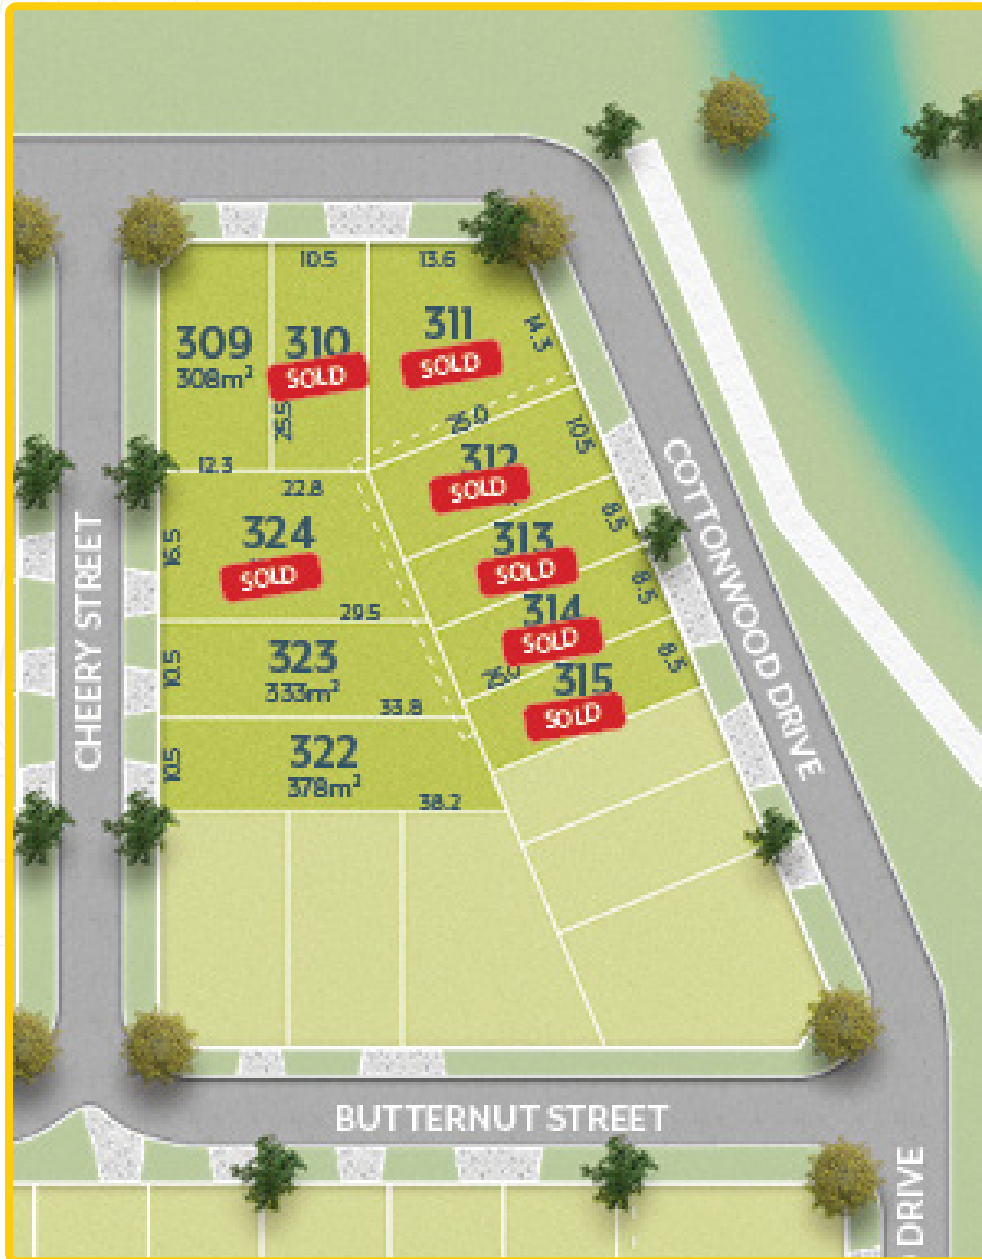 10.5
13.6
309
308m²
310
SOLD
25.5
12.3
311
SOLD
14.3
25.0
10.5
312
SOLD
22.8
324
SOLD
16.5
29.5
8.5
313
SOLD
8.5
314
SOLD
25.0
8.5
315
SOLD
323
333m²
10.5
33.8
322
378m²
10.5
38.2
CHEERY STREET
COTTONWOOD DRIVE
BUTTERNUT STREET
DRIVE